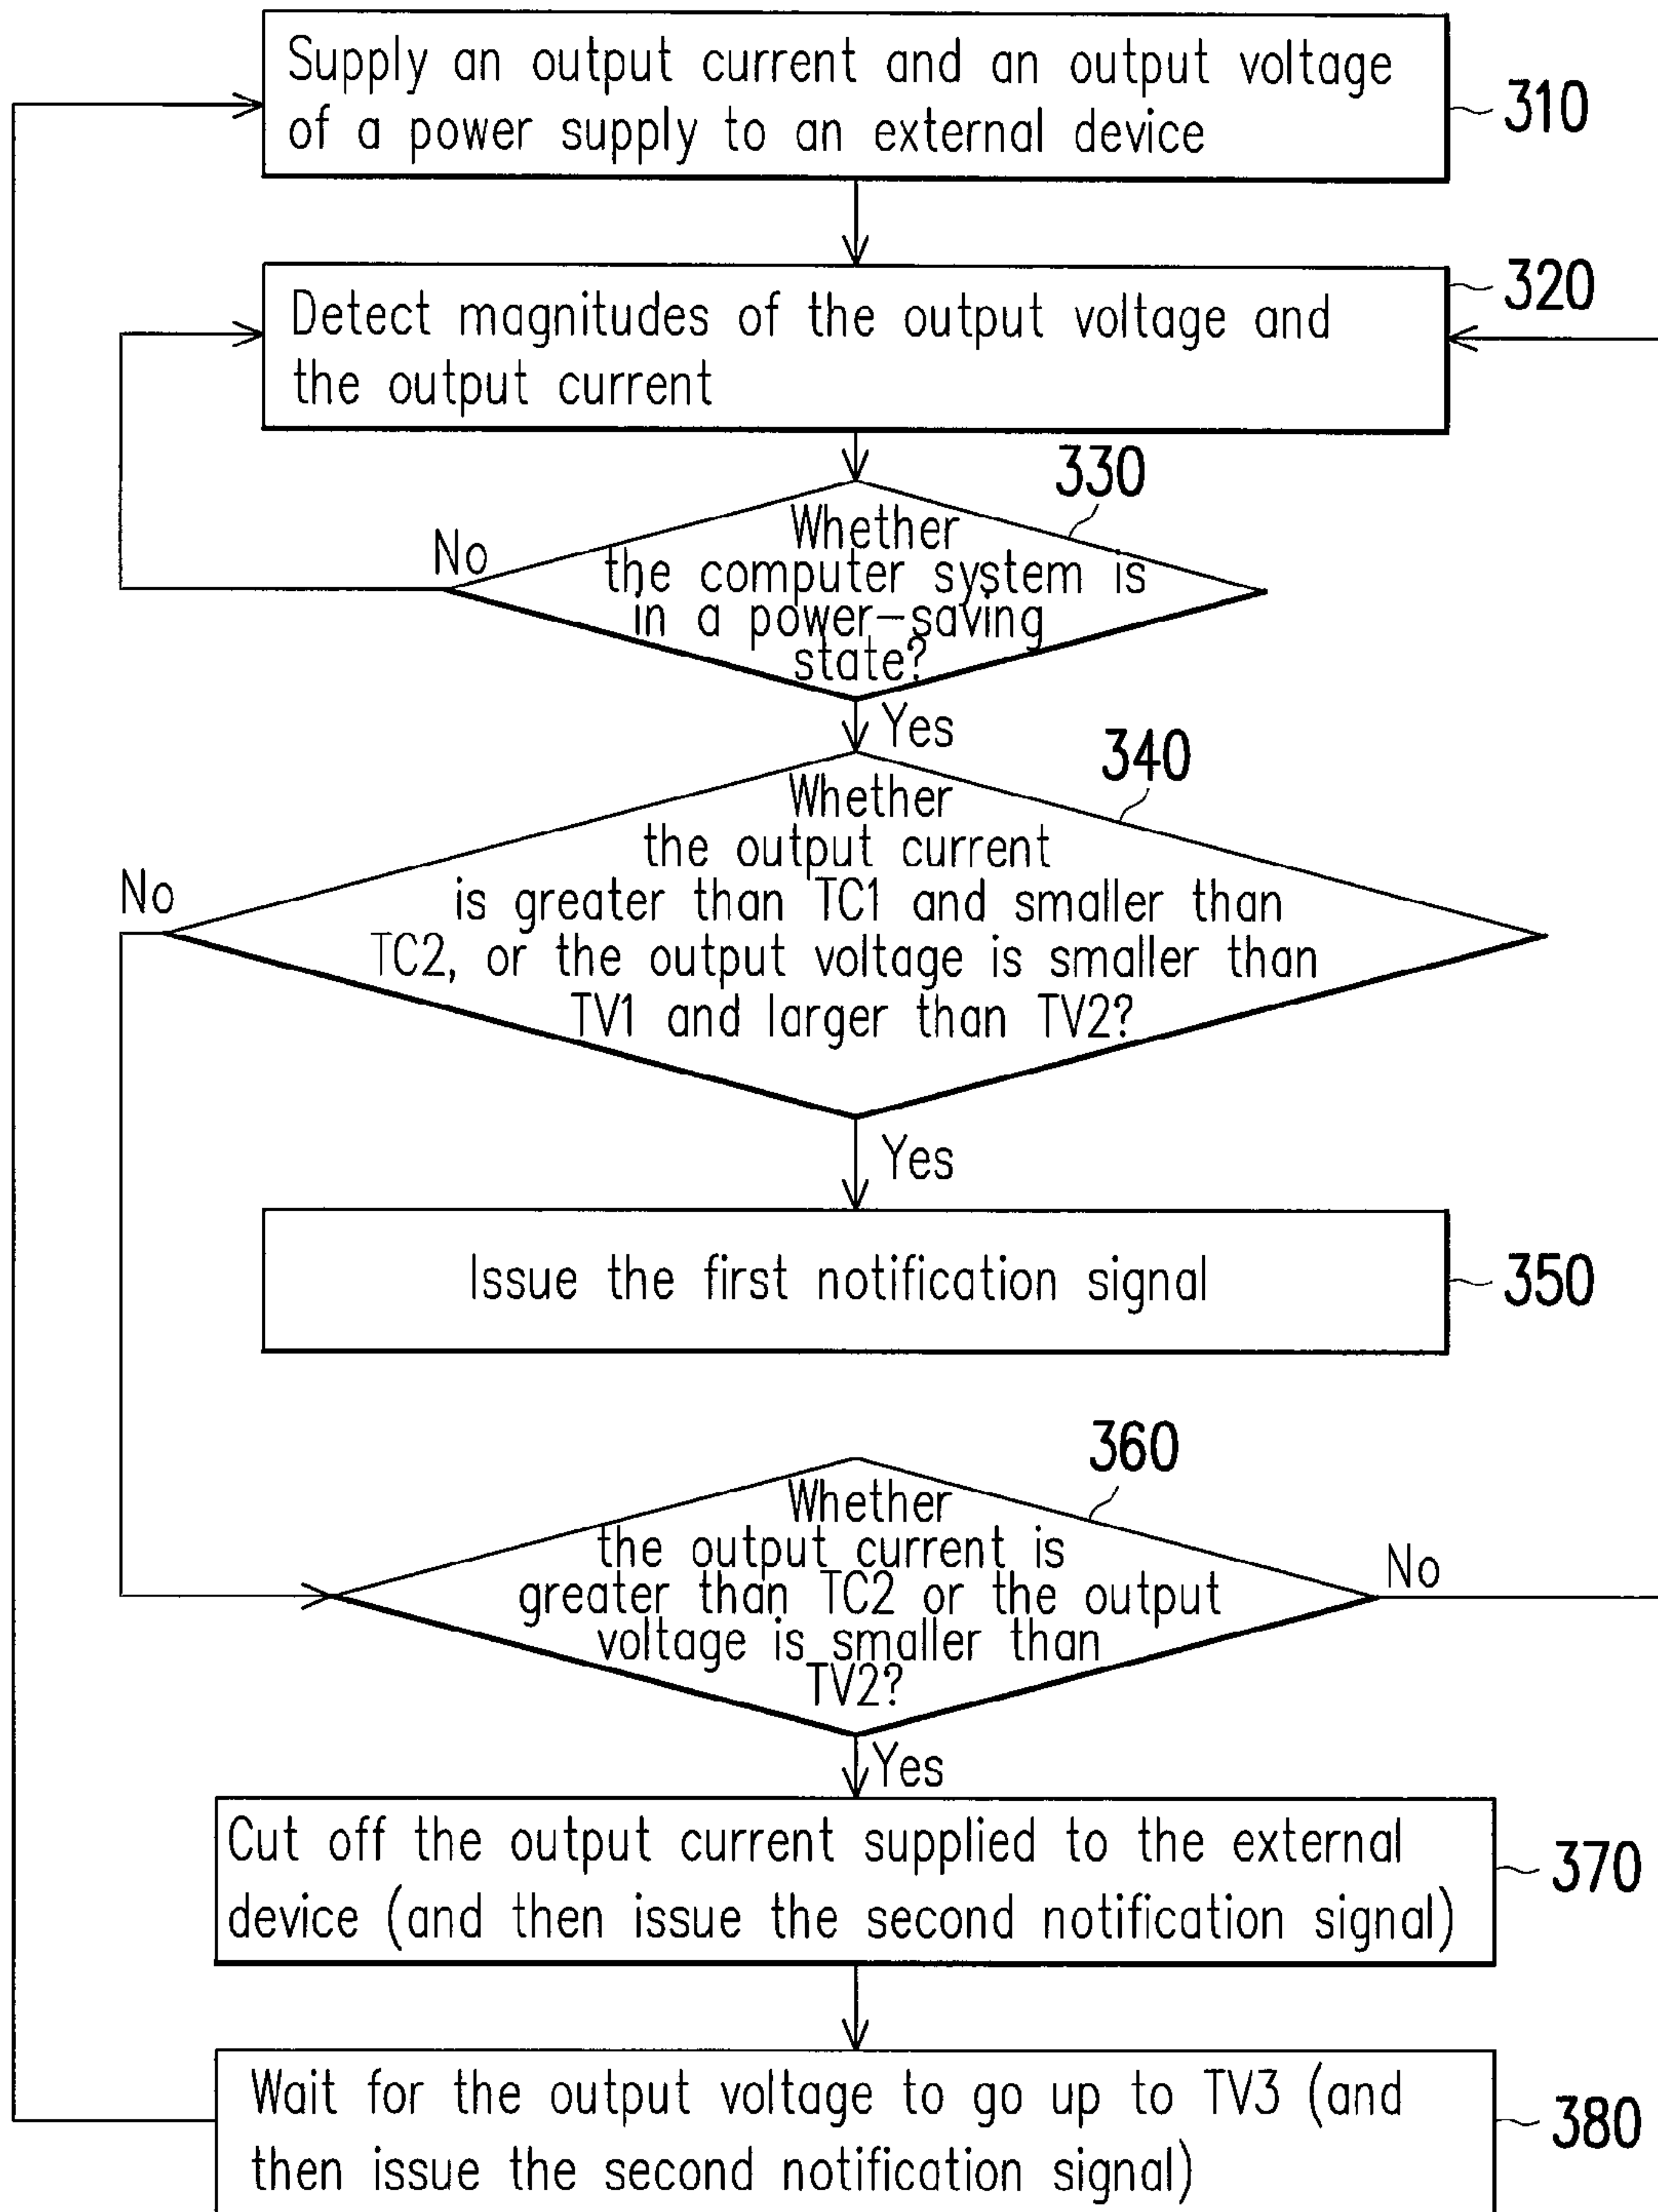 Supply an output current and an output voltage
of a power supply to an external device
310
Detect magnitudes of the output voltage and
the output current
320
330
Whether
the computer system is
in a power-saving
state?
No
Yes
340
Whether
the output current
is greater than TC1 and smaller than
TC2, or the output voltage is smaller than
TV1 and larger than TV2?
No
Yes
Issue the first notification signal
350
360
Whether
the output current is
greater than TC2 or the output
voltage is smaller than
TV2?
No
Yes
Cut off the output current supplied to the external
device (and then issue the second notification signal)
370
Wait for the output voltage to go up to TV3 (and
then issue the second notification signal)
380